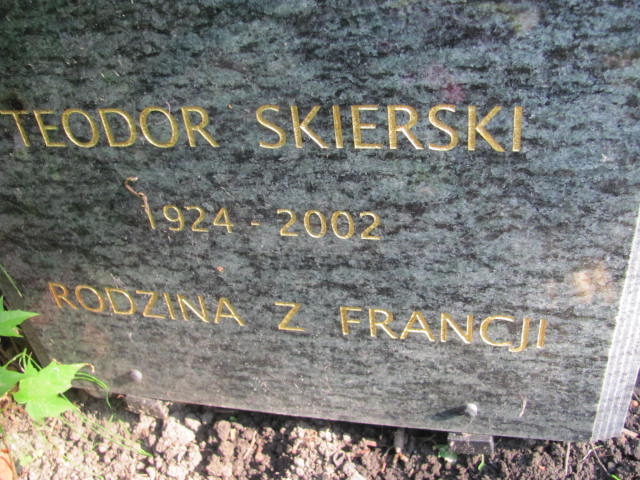 TEODOR SKIERSKI
1924 - 2002
RODZINA Z FRANCJI